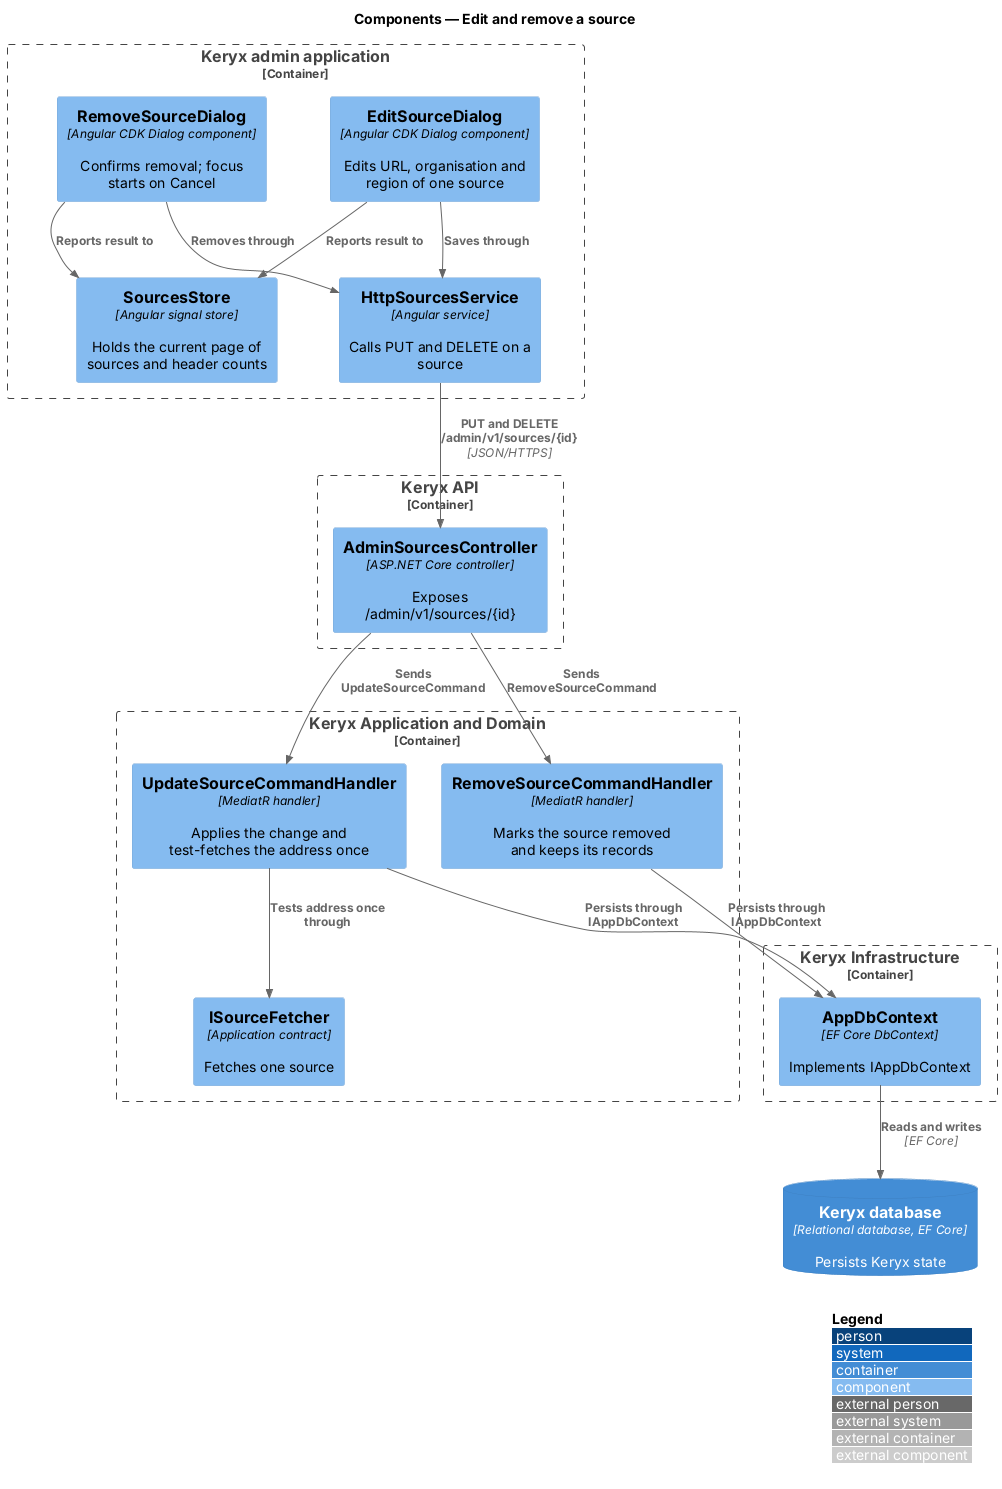 Components — Edit and remove a source
Keryx admin application
[Container]
RemoveSourceDialog
[Angular CDK Dialog component]
Confirms removal; focus
starts on Cancel
EditSourceDialog
[Angular CDK Dialog component]
Edits URL, organisation and
region of one source
Reports result to
Removes through
Reports result to
Saves through
SourcesStore
[Angular signal store]
Holds the current page of
sources and header counts
HttpSourcesService
[Angular service]
Calls PUT and DELETE on a
source
PUT and DELETE
/admin/v1/sources/{id}
[JSON/HTTPS]
Keryx API
[Container]
AdminSourcesController
[ASP.NET Core controller]
Exposes
/admin/v1/sources/{id}
Sends
UpdateSourceCommand
Sends
RemoveSourceCommand
Keryx Application and Domain
[Container]
UpdateSourceCommandHandler
[MediatR handler]
Applies the change and
test-fetches the address once
RemoveSourceCommandHandler
[MediatR handler]
Marks the source removed
and keeps its records
Tests address once
through
Persists through
IAppDbContext
Persists through
IAppDbContext
ISourceFetcher
[Application contract]
Fetches one source
Keryx Infrastructure
[Container]
AppDbContext
[EF Core DbContext]
Implements IAppDbContext
Reads and writes
[EF Core]
Keryx database
[Relational database, EF Core]
Persists Keryx state
Legend
person
system
container
component
external person
external system
external container
external component